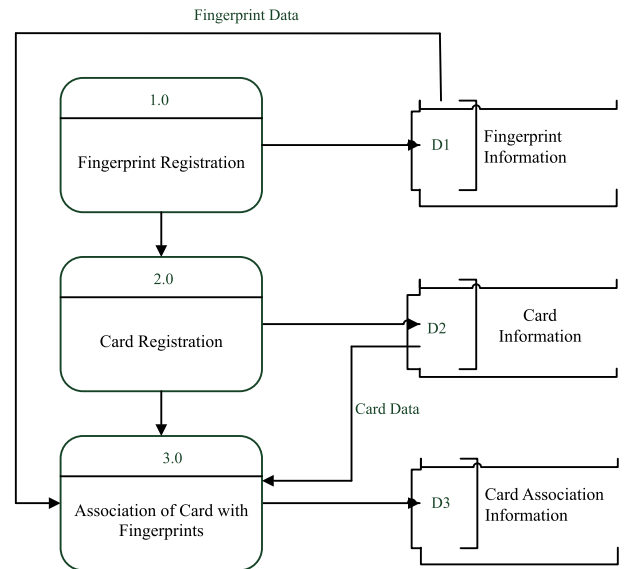 Fingerprint Data
1.0
Fingerprint Registration
D1
Fingerprint
Information
2.0
Card Registration
D2
Card
Information
Card Data
3.0
Association of Card with
Fingerprints
D3
Card Association
Information